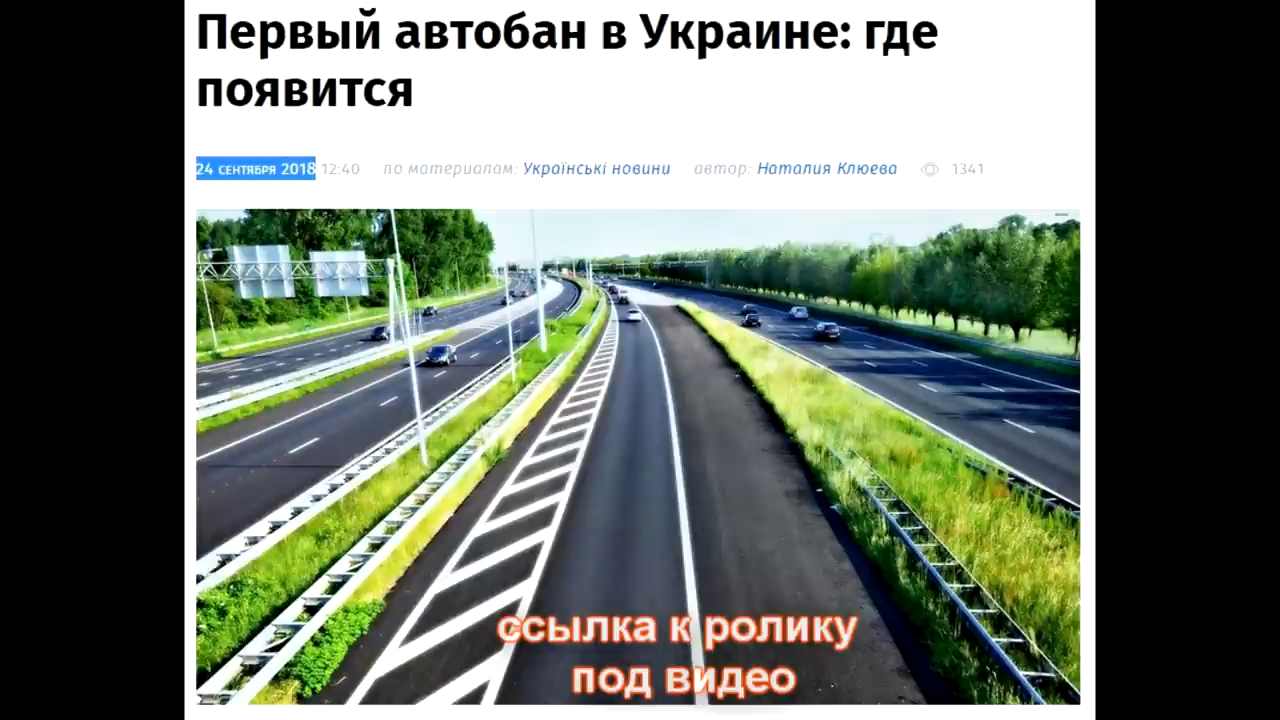 Первый автобан в Украине: где
появится
24 СЕНТЯБРЯ 2018 12:40 по материалам: Українські новини автор: Наталия Клюева 1341
ссылка к ролику
под видео